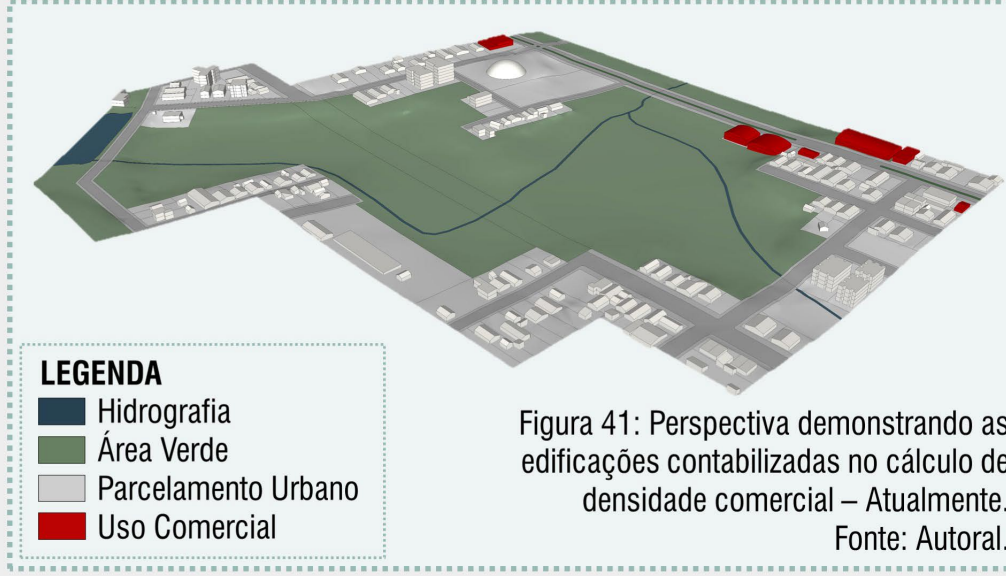 LEGENDA
Hidrografia
Área Verde
Parcelamento Urbano
Uso Comercial
Figura 41: Perspectiva demonstrando as
edificações contabilizadas no cálculo de
densidade comercial – Atualmente.
Fonte: Autoral.